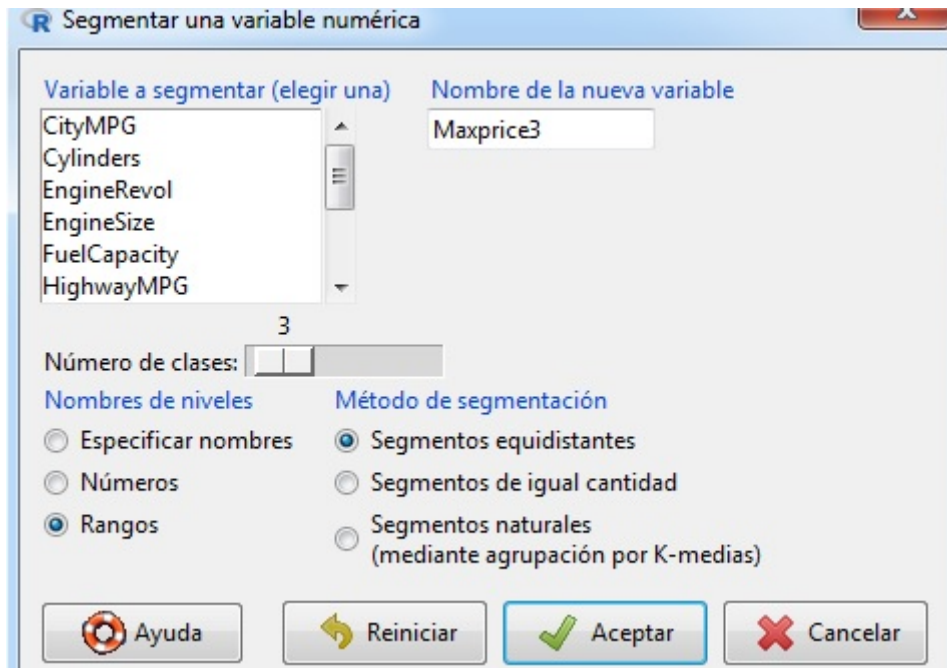 R Segmentar una variable numérica
Variable a segmentar (elegir una)
CityMPG
Cylinders
EngineRevol
EngineSize
FuelCapacity
HighwayMPG
Nombre de la nueva variable
Maxprice3
3
Número de clases:
Nombres de niveles
Especificar nombres
Números
Rangos
Método de segmentación
Segmentos equidistantes
Segmentos de igual cantidad
Segmentos naturales
(mediante agrupación por K-medias)
Ayuda
Reiniciar
Aceptar
Cancelar